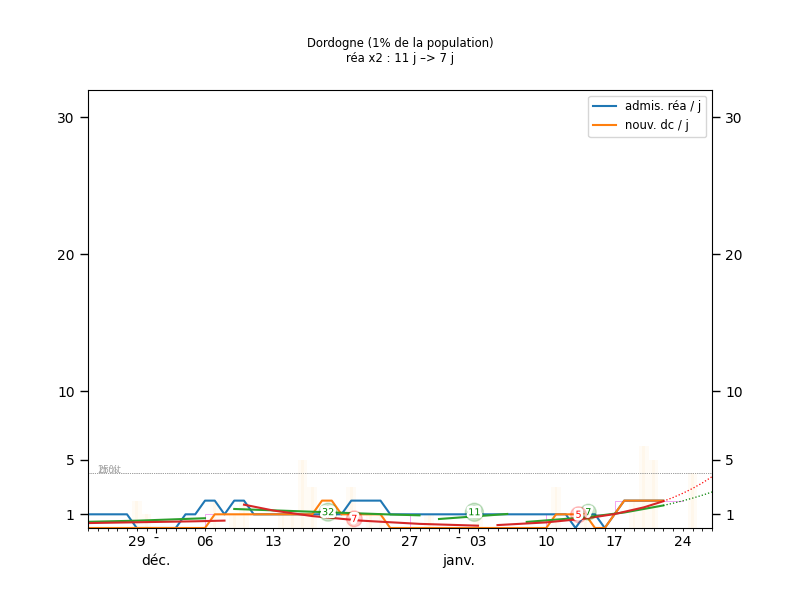 Dordogne (1% de la population)
réa x2 : 11 j –> 7 j
admis. réa / j
nouv. dc / j
30 30
20 20
10 10
5 5
1 1
32 7 11 5 7
29 - 06 13 20 27 - 03 10 17 24
déc. janv.